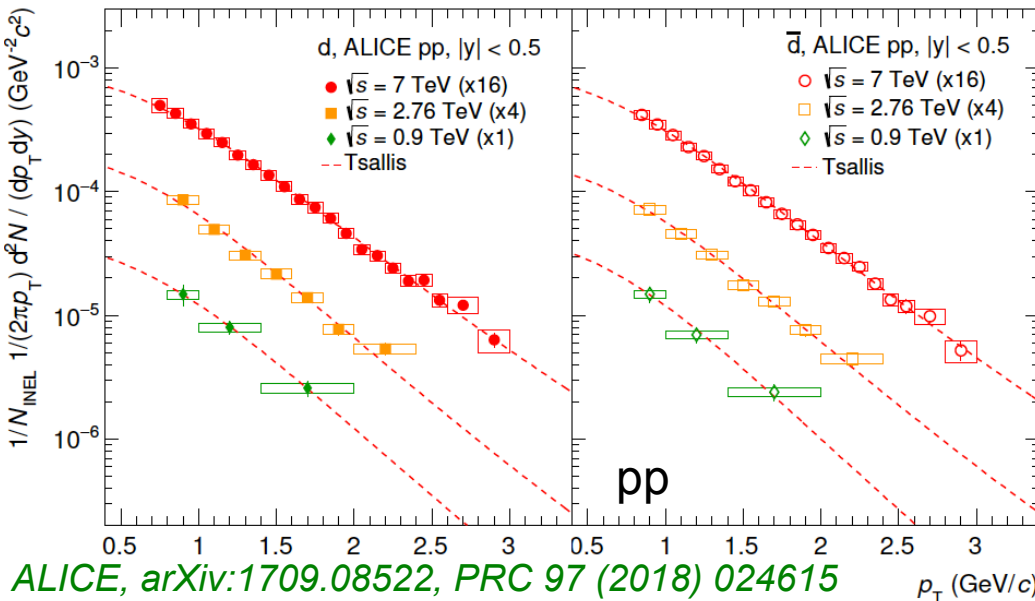 1/N_INEL 1/(2πp_T) d²N / (dp_T dy) (GeV⁻²c²)
10⁻³
10⁻⁴
10⁻⁵
10⁻⁶
d, ALICE pp, |y| < 0.5
√s = 7 TeV (x16)
√s = 2.76 TeV (x4)
√s = 0.9 TeV (x1)
Tsallis
0.5 1 1.5 2 2.5 3
d̅, ALICE pp, |y| < 0.5
√s = 7 TeV (x16)
√s = 2.76 TeV (x4)
√s = 0.9 TeV (x1)
Tsallis
pp
0.5 1 1.5 2 2.5 3
p_T (GeV/c)
ALICE, arXiv:1709.08522, PRC 97 (2018) 024615